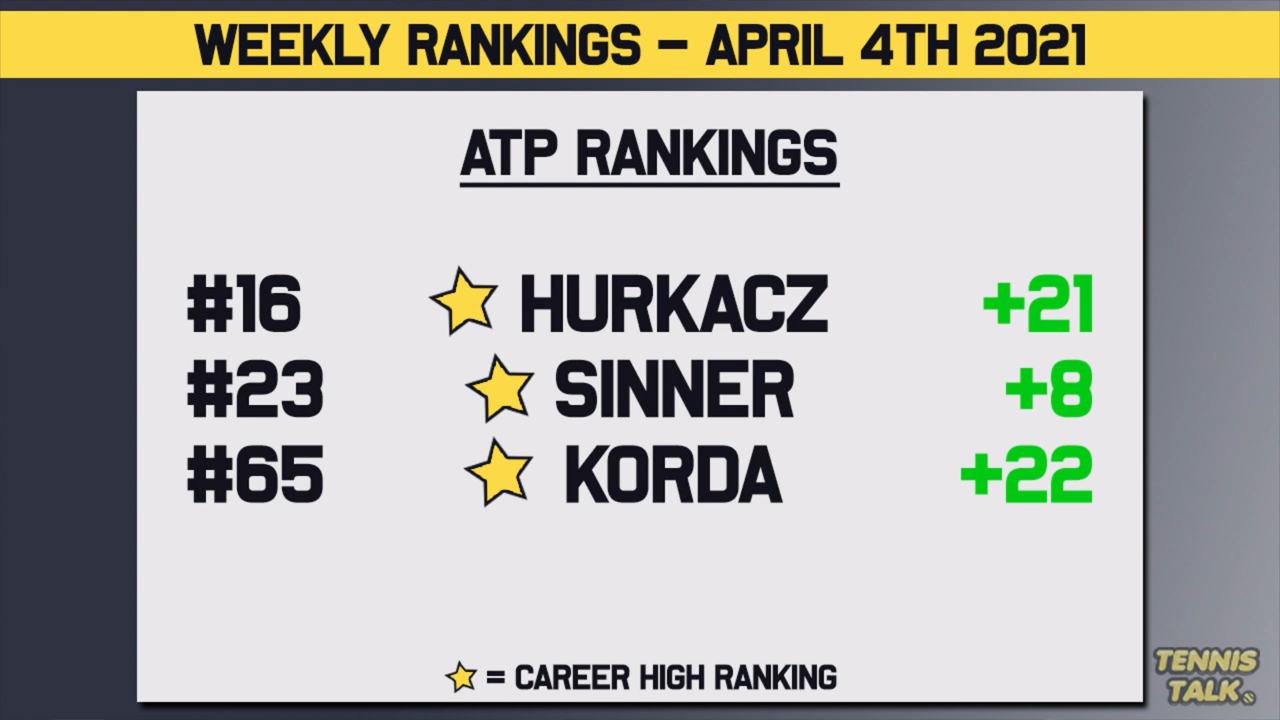 WEEKLY RANKINGS – APRIL 4TH 2021
ATP RANKINGS
#16 HURKACZ +21
#23 SINNER +8
#65 KORDA +22
= CAREER HIGH RANKING
TENNIS
TALK